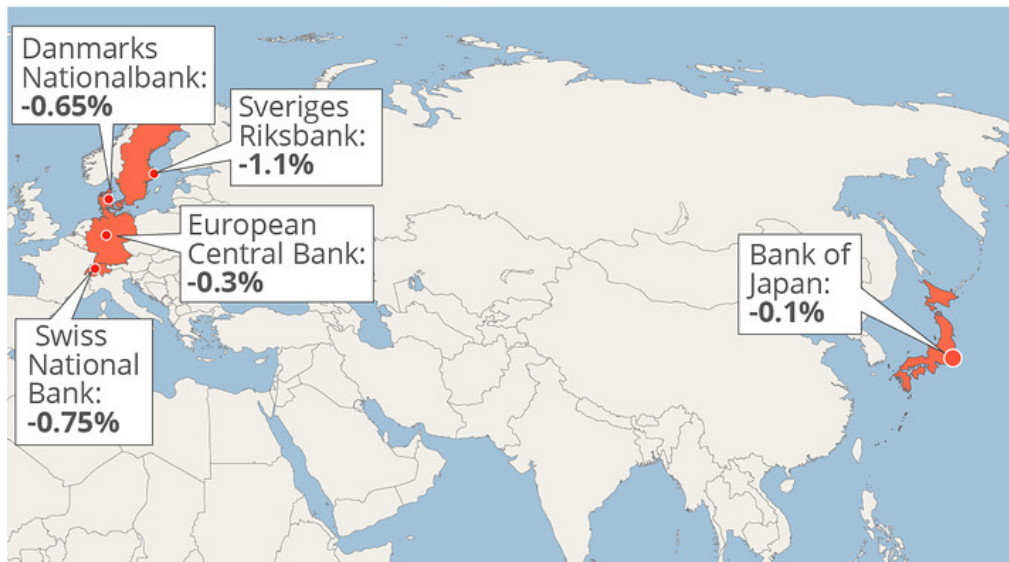 Danmarks
Nationalbank:
-0.65%
Sveriges
Riksbank:
-1.1%
European
Central Bank:
-0.3%
Swiss
National
Bank:
-0.75%
Bank of
Japan:
-0.1%